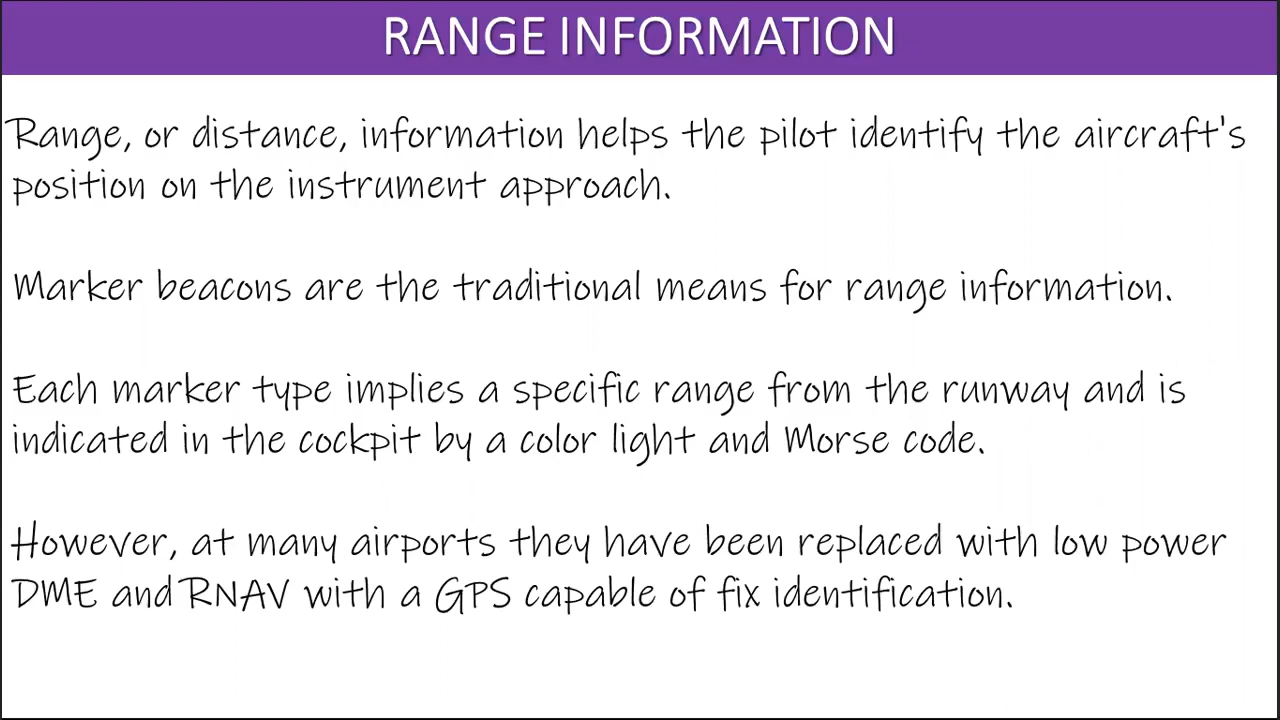 RANGE INFORMATION
Range, or distance, information helps the pilot identify the aircraft's
position on the instrument approach.
Marker beacons are the traditional means for range information.
Each marker type implies a specific range from the runway and is
indicated in the cockpit by a color light and Morse code.
However, at many airports they have been replaced with low power
DME and RNAV with a GPS capable of fix identification.